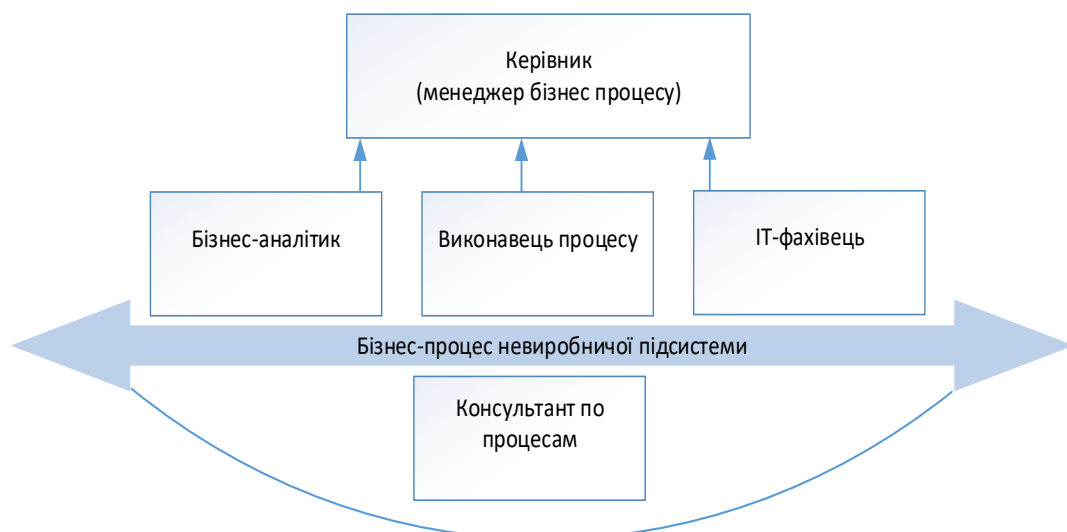 Керівник
(менеджер бізнес процесу)
Бізнес-аналітик
Виконавець процесу
ІТ-фахівець
Бізнес-процес невиробничої підсистеми
Консультант по
процесам